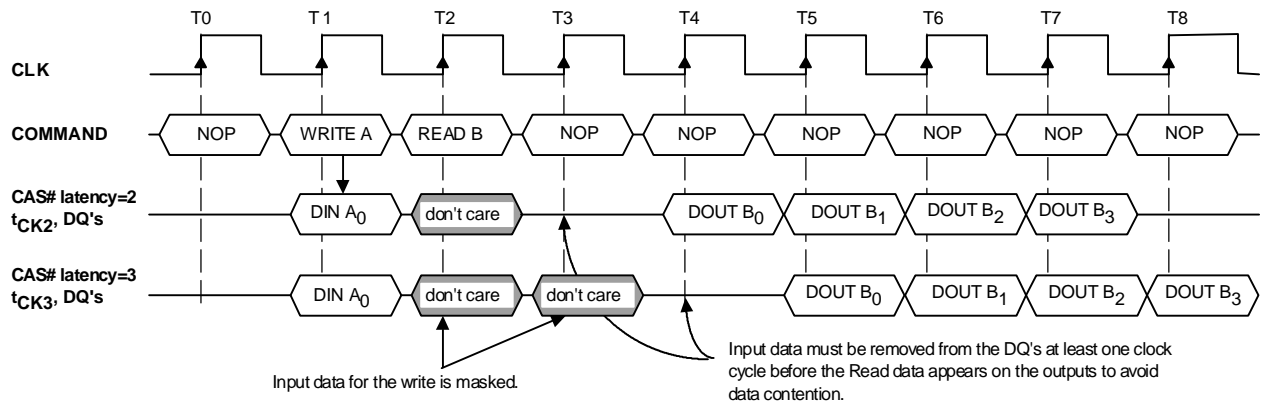 T0 T1 T2 T3 T4 T5 T6 T7 T8
CLK
COMMAND NOP WRITE A READ B NOP NOP NOP NOP NOP NOP
CAS# latency=2
tCK2, DQ's DIN A0 don't care DOUT B0 DOUT B1 DOUT B2 DOUT B3
CAS# latency=3
tCK3, DQ's DIN A0 don't care don't care DOUT B0 DOUT B1 DOUT B2 DOUT B3
Input data for the write is masked.
Input data must be removed from the DQ's at least one clock
cycle before the Read data appears on the outputs to avoid
data contention.